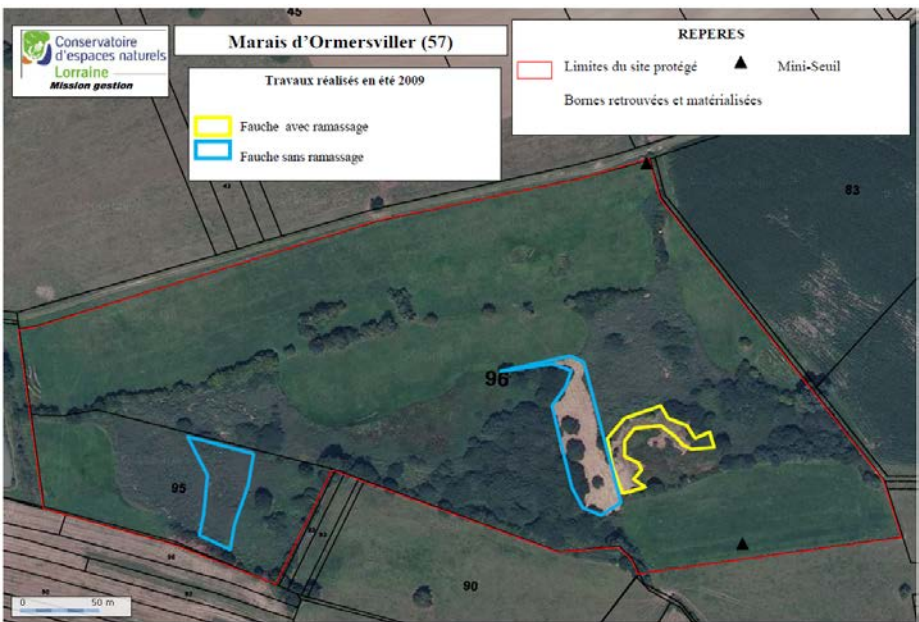 45
Conservatoire
d'espaces naturels
Lorraine
Mission gestion
Marais d'Ormersviller (57)
Travaux réalisés en été 2009
Fauche avec ramassage
Fauche sans ramassage
REPERES
Limites du site protégé
Mini-Seuil
Bornes retrouvées et matérialisées
83
96
95
90
0 50 m